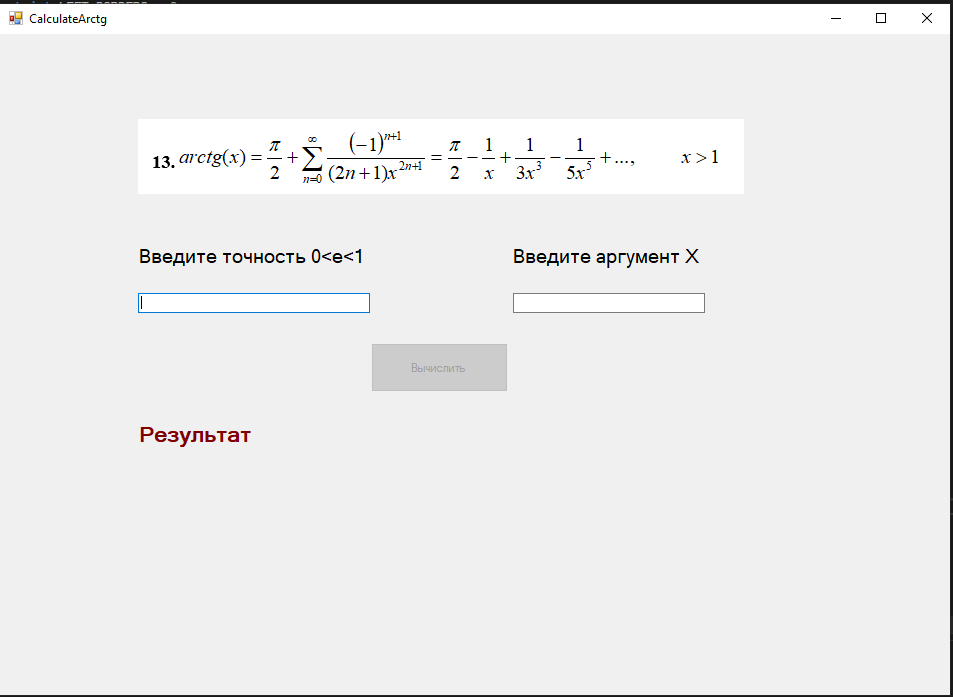 CalculateArctg
13. arctg(x) = π/2 + ∑_{n=0}^{∞} (−1)^{n+1}/((2n+1)x^{2n+1}) = π/2 − 1/x + 1/(3x^3) − 1/(5x^5) + ..., x > 1
Введите точность 0<e<1 Введите аргумент X
Вычислить
Результат